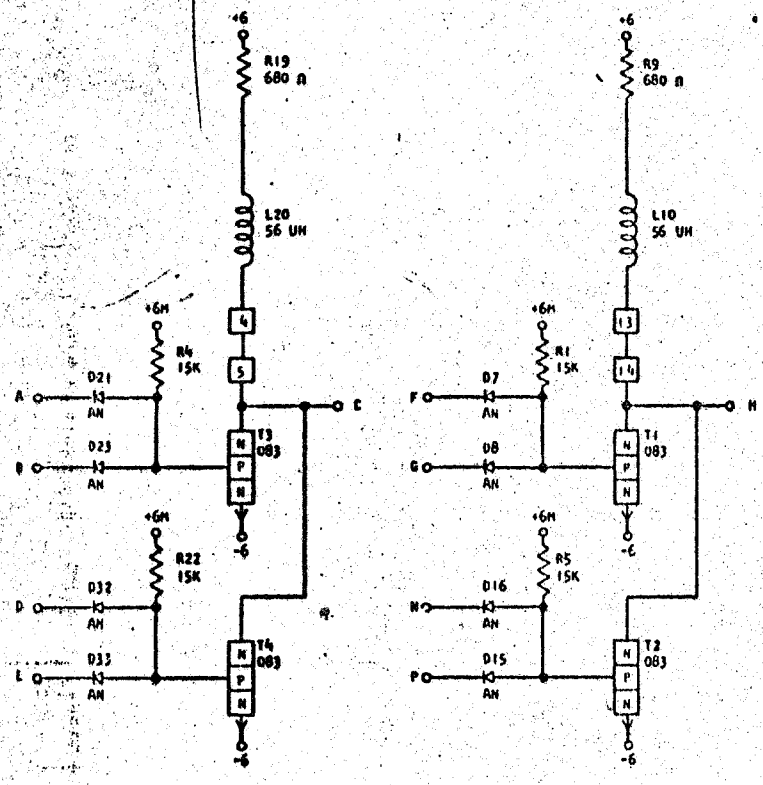 +6
R19
680 Ω
L20
56 UH
4
5
+6M
R4
15K
D21
A
AN
C
D23
B
AN
T3
083
N
P
N
-6
+6M
R22
15K
D32
D
AN
D33
E
AN
T4
083
N
P
N
-6
+6
R9
680 Ω
L10
56 UH
13
14
+6M
R1
15K
D7
F
AN
H
D8
G
AN
T1
083
N
P
N
-6
+6M
R5
15K
D16
N
AN
D15
P
AN
T2
083
N
P
N
-6